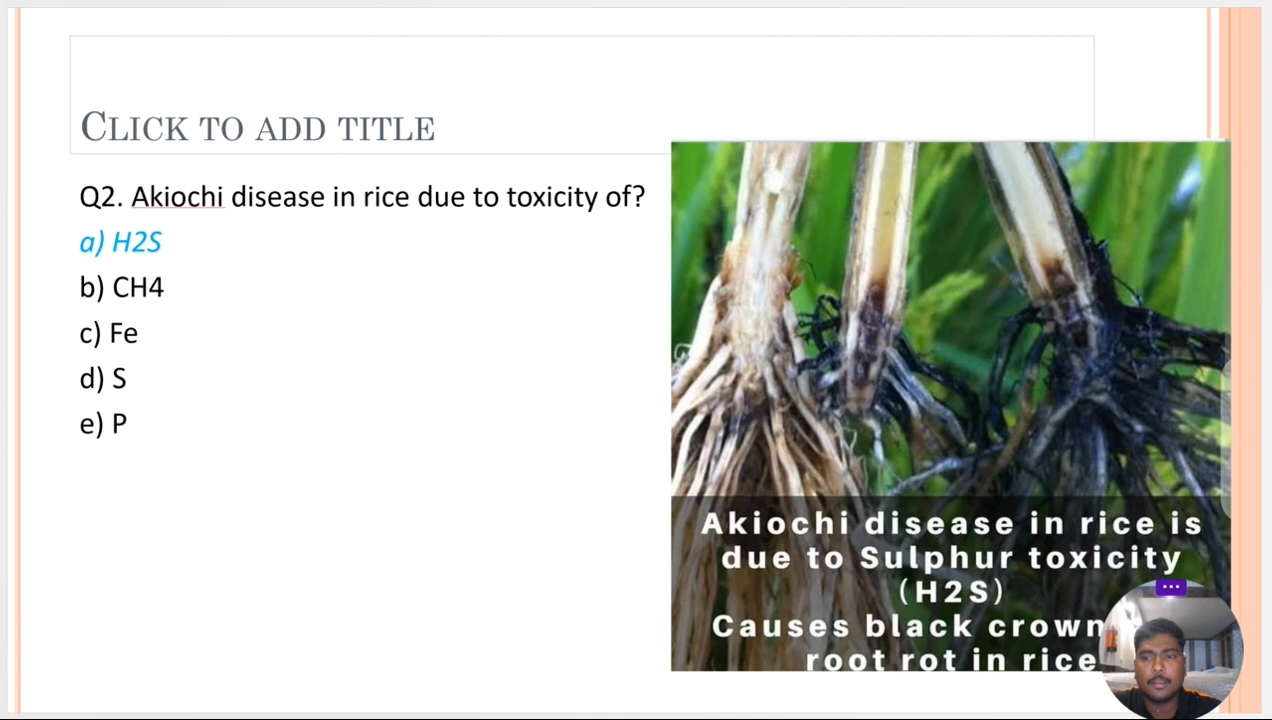 CLICK TO ADD TITLE
Q2. Akiochi disease in rice due to toxicity of?
a) H2S
b) CH4
c) Fe
d) S
e) P
Akiochi disease in rice is
due to Sulphur toxicity
(H2S)
Causes black crown
root rot in rice